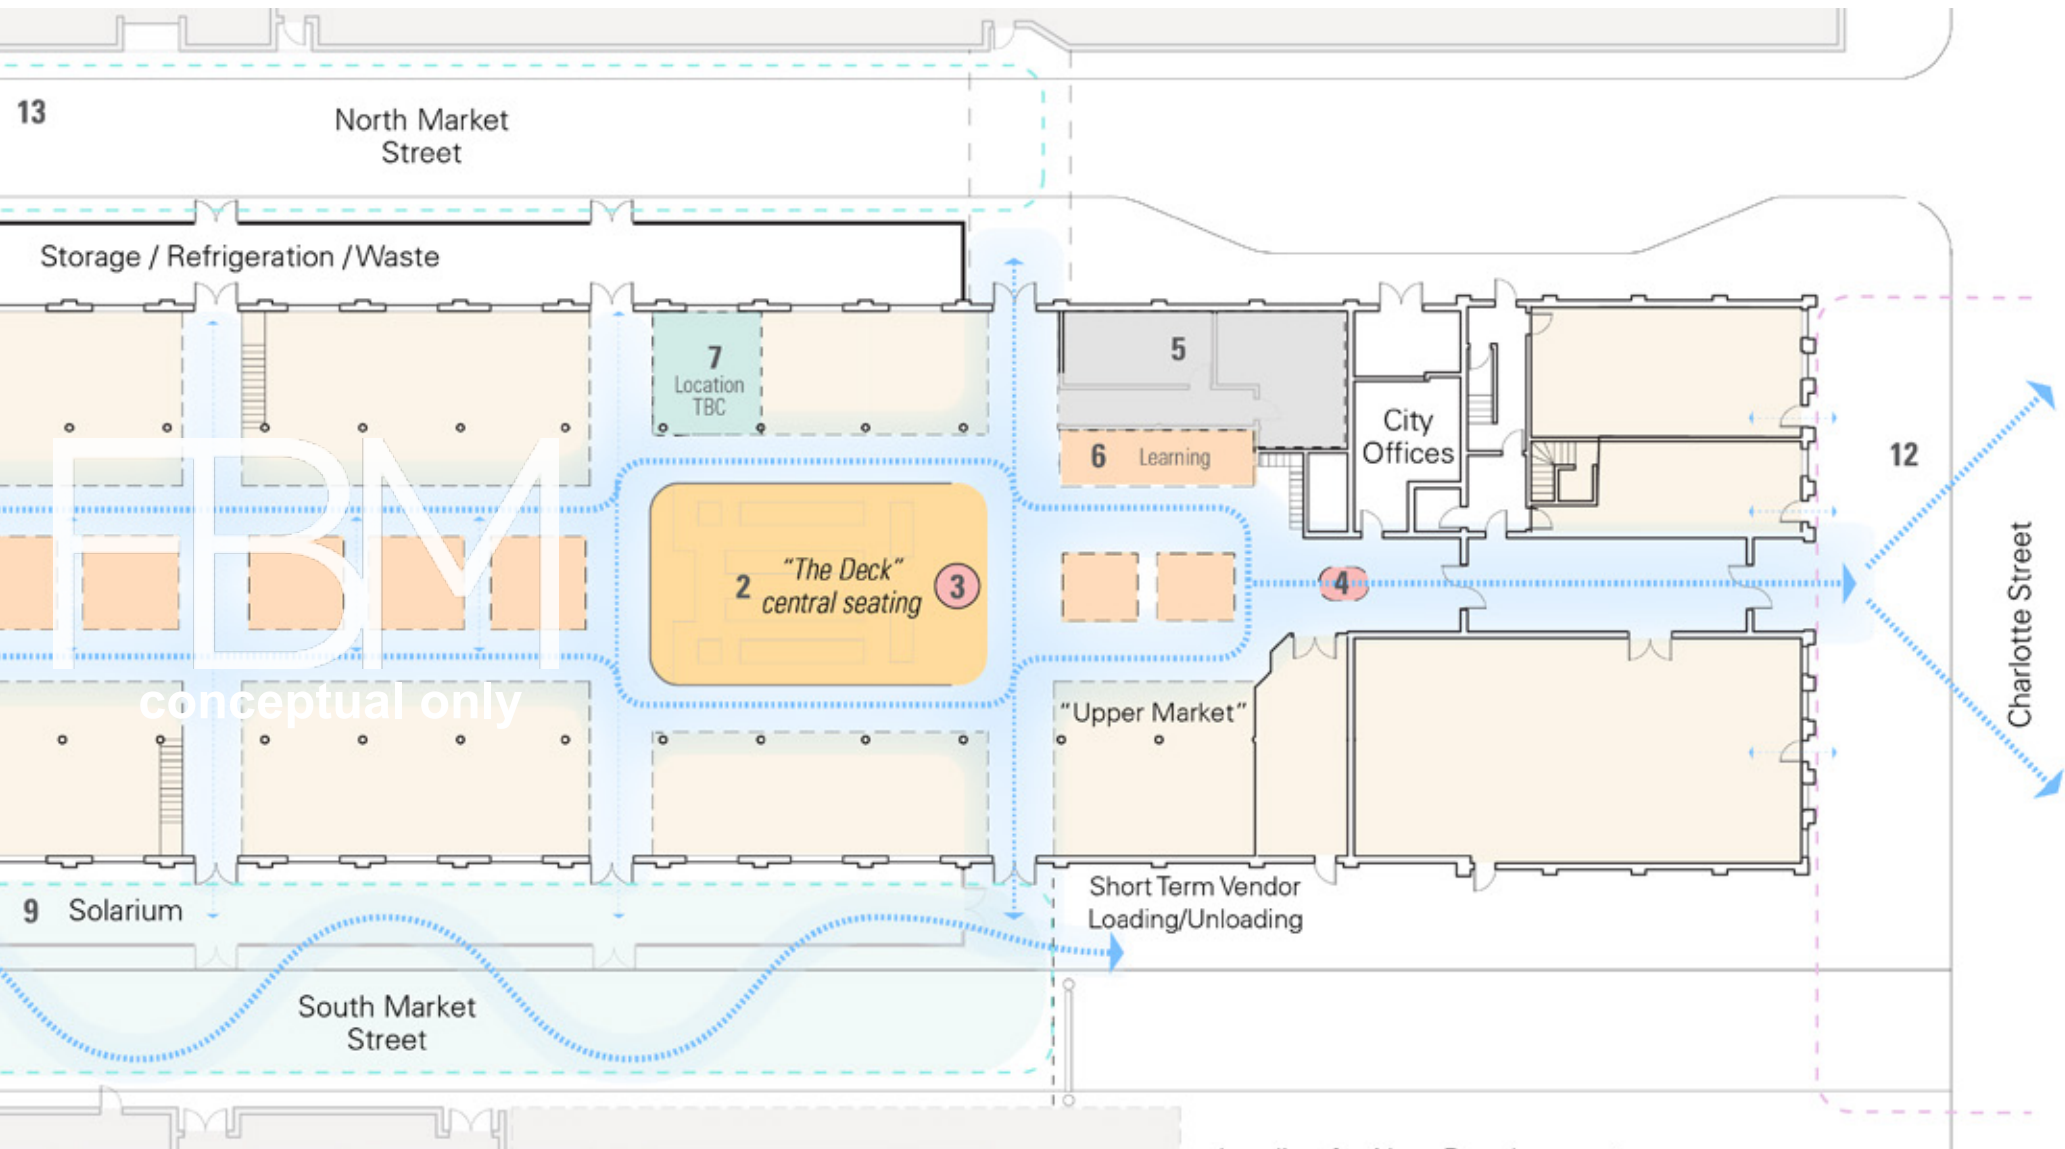 13
North Market
Street
Storage / Refrigeration / Waste
7
Location
TBC
5
City
Offices
6 Learning
12
FBM
conceptual only
2
"The Deck"
central seating
3
4
Charlotte Street
"Upper Market"
9 Solarium
Short Term Vendor
Loading/Unloading
South Market
Street